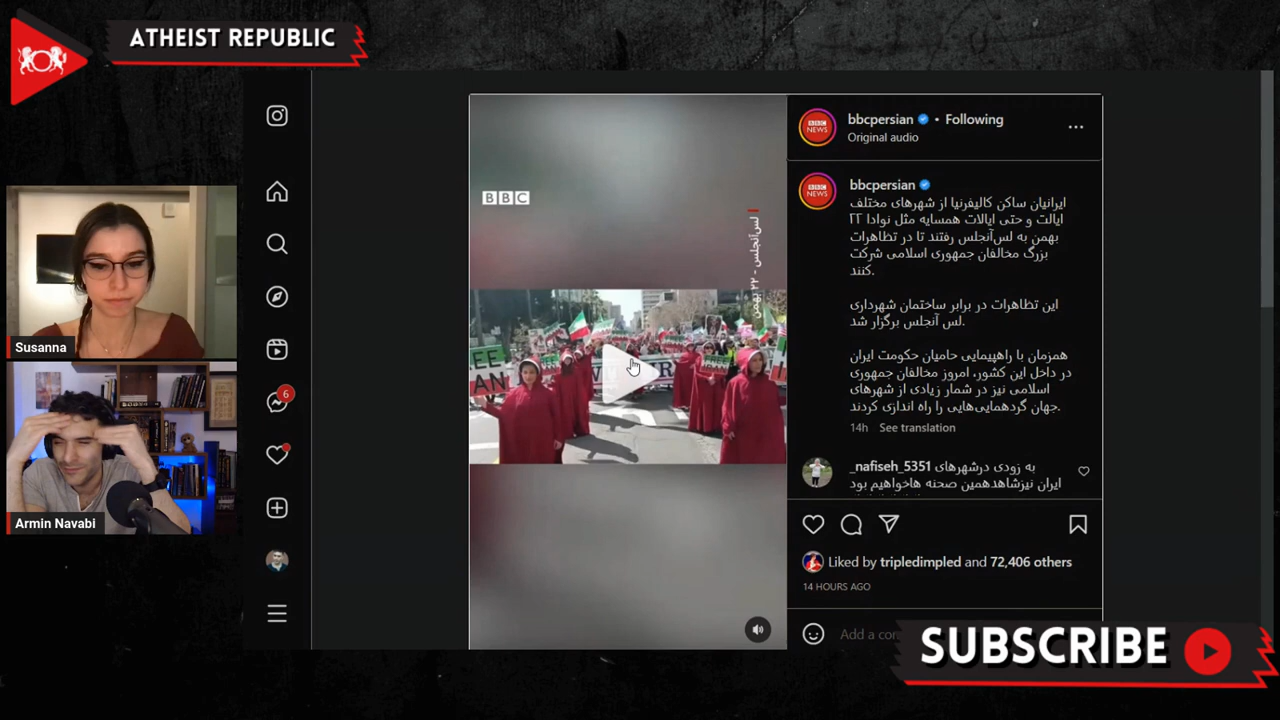 ATHEIST REPUBLIC
BBC
لس‌آنجلس - ۲۲ بهمن
FREE
IRAN
bbcpersian • Following
Original audio
bbcpersian
ایرانیان ساکن کالیفرنیا از شهرهای مختلف
ایالت و حتی ایالات همسایه مثل نوادا ۲۲
بهمن به لس‌آنجلس رفتند تا در تظاهرات
بزرگ مخالفان جمهوری اسلامی شرکت
کنند.
این تظاهرات در برابر ساختمان شهرداری
لس آنجلس برگزار شد.
همزمان با راهپیمایی حامیان حکومت ایران
در داخل این کشور، امروز مخالفان جمهوری
اسلامی نیز در شمار زیادی از شهرهای
جهان گردهمایی‌هایی را راه اندازی کردند.
14h See translation
_nafiseh_5351 به زودی درشهرهای
ایران نیزشاهدهمین صحنه هاخواهیم بود
Liked by tripledimpled and 72,406 others
14 HOURS AGO
Add a co
6
Susanna
Armin Navabi
SUBSCRIBE